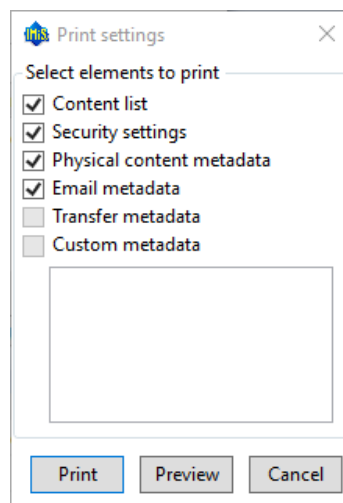 IMiS Print settings
Select elements to print
Content list
Security settings
Physical content metadata
Email metadata
Transfer metadata
Custom metadata
Print Preview Cancel